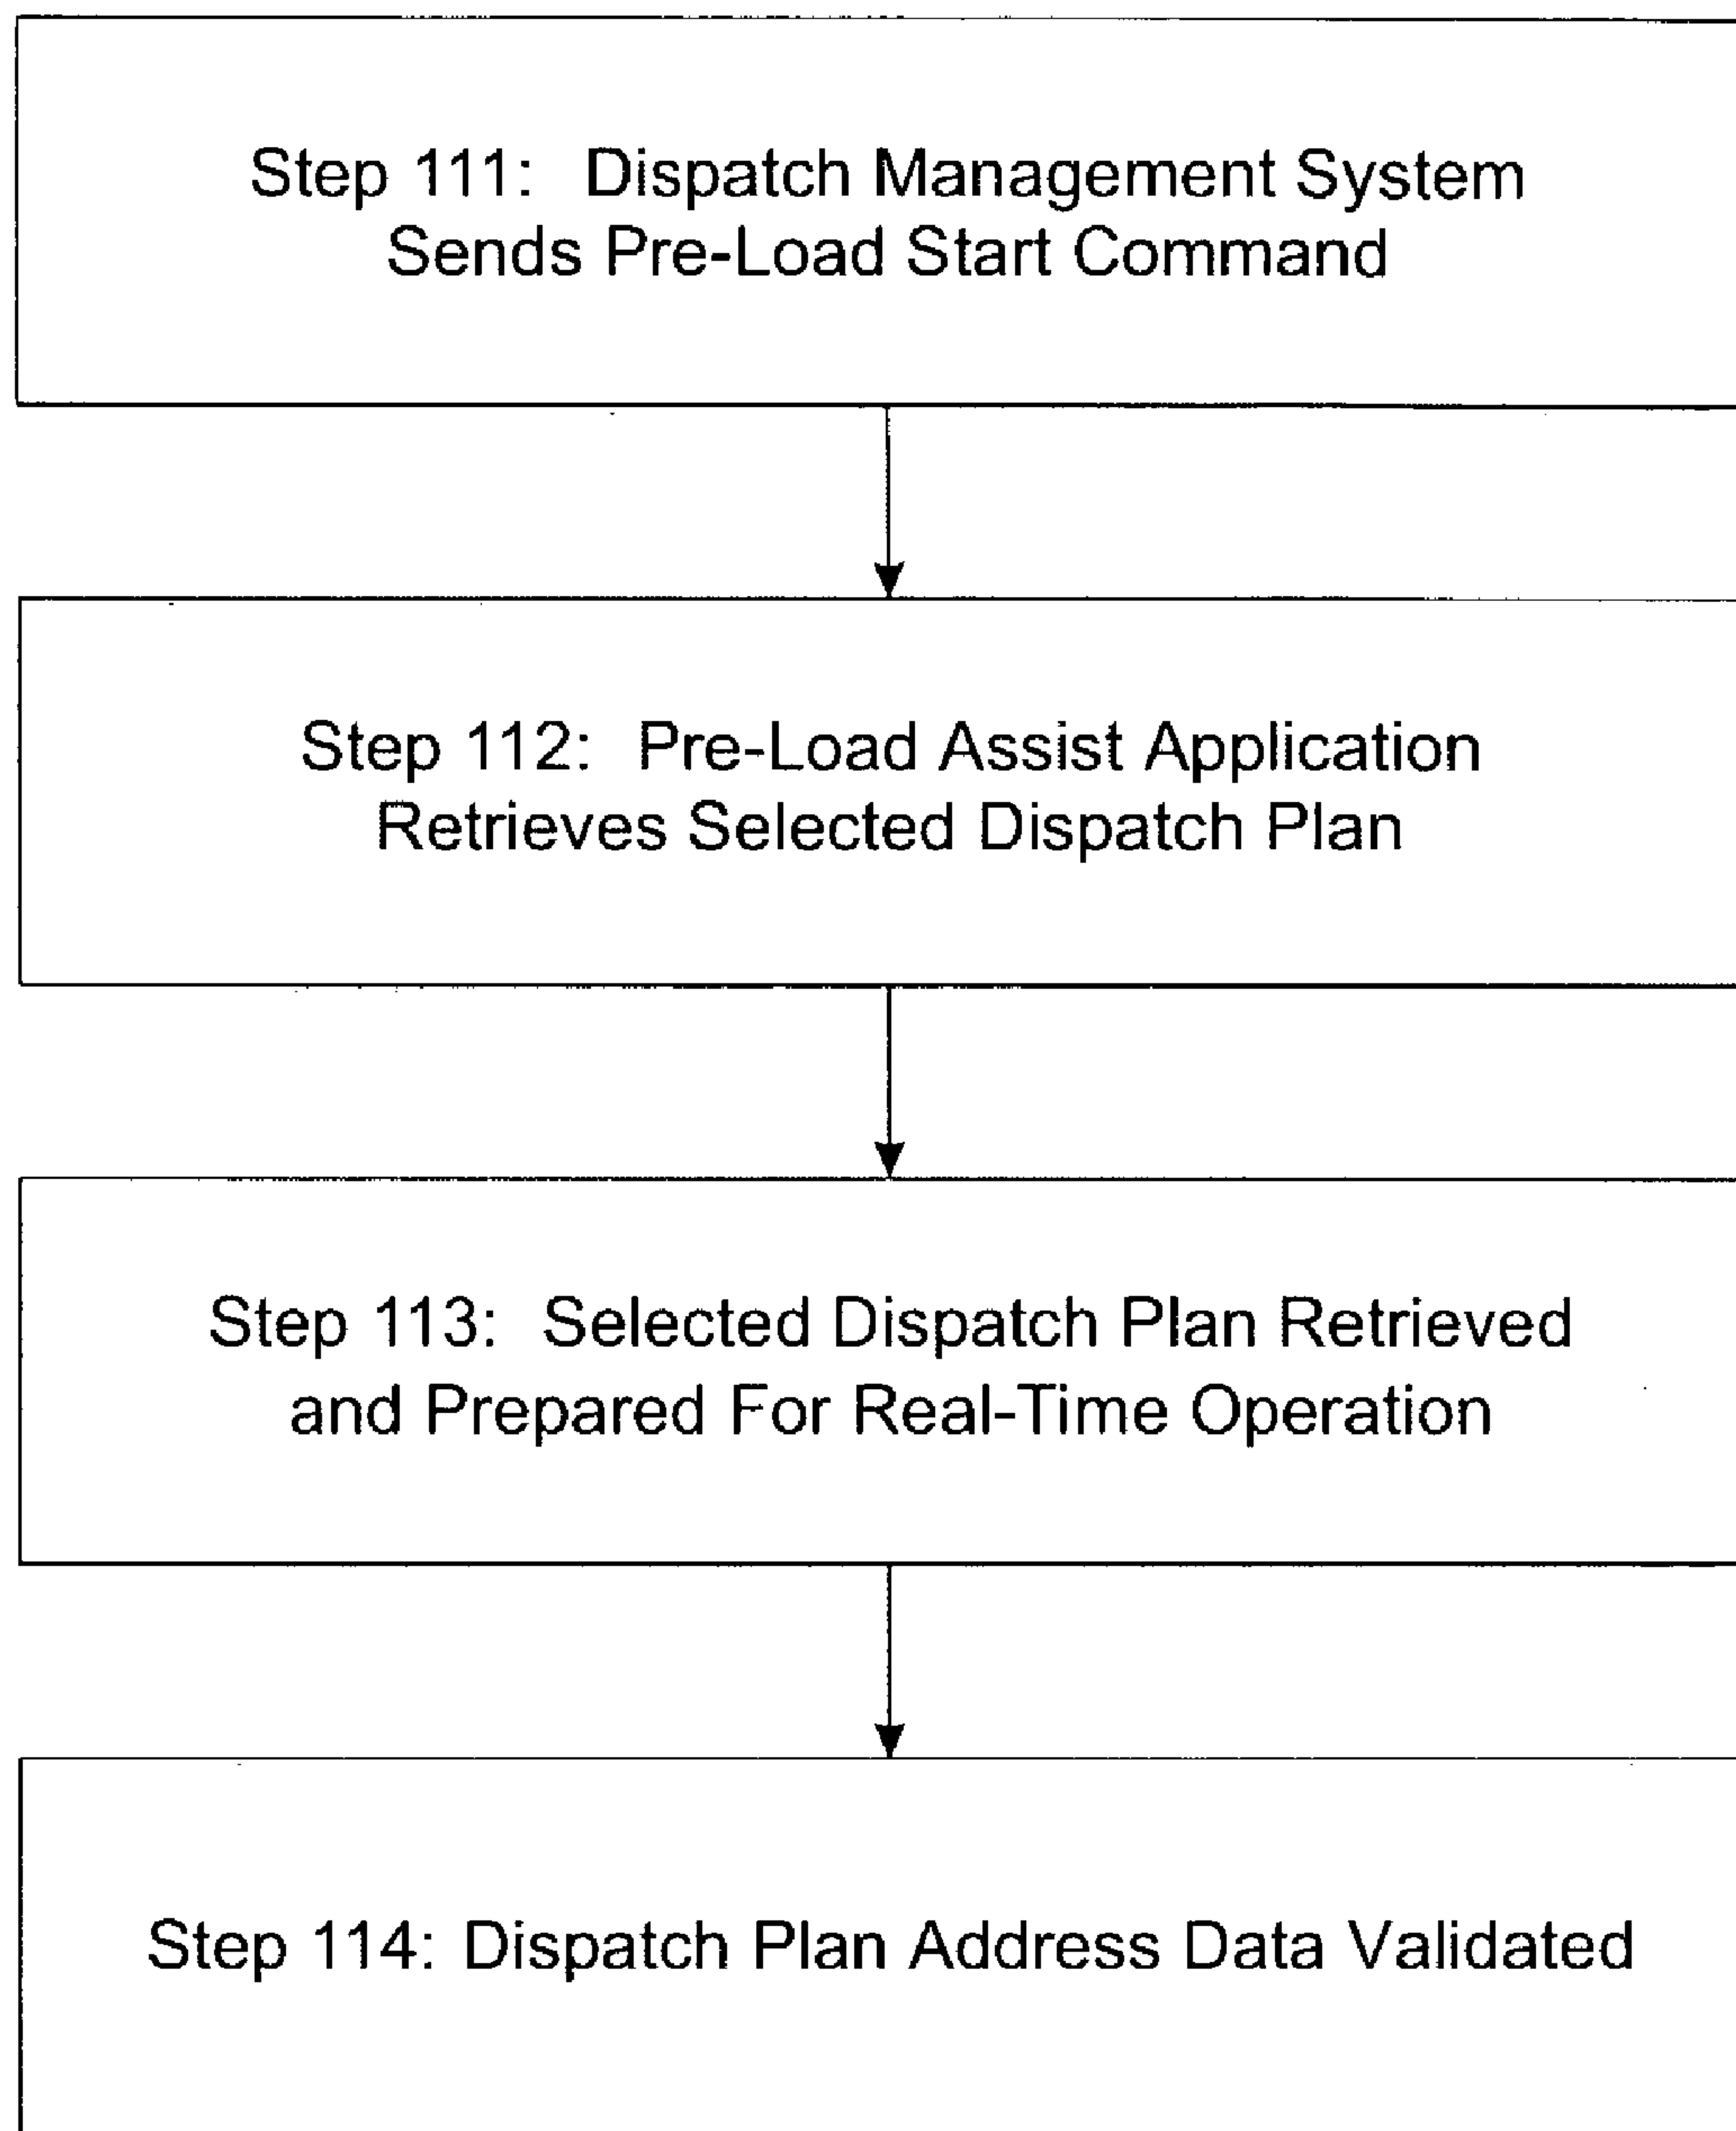 Step 111: Dispatch Management System
Sends Pre-Load Start Command
Step 112: Pre-Load Assist Application
Retrieves Selected Dispatch Plan
Step 113: Selected Dispatch Plan Retrieved
and Prepared For Real-Time Operation
Step 114: Dispatch Plan Address Data Validated